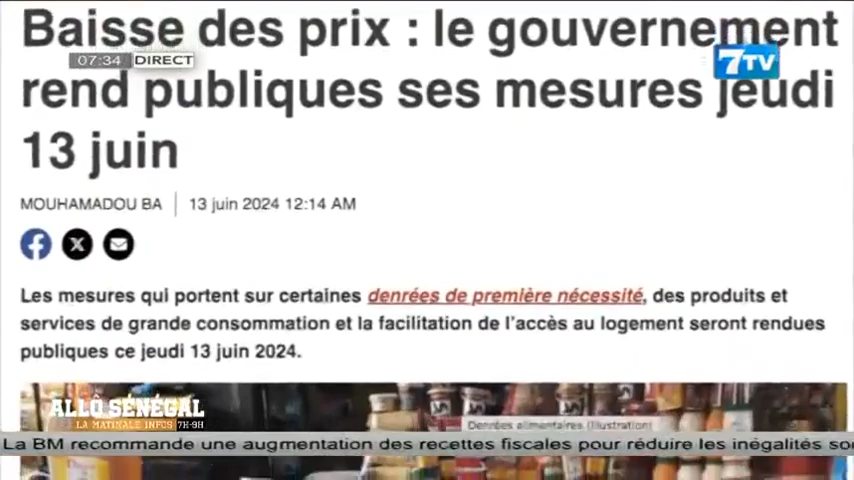 Baisse des prix : le gouvernement
07:34 DIRECT
7TV
rend publiques ses mesures jeudi
13 juin
MOUHAMADOU BA | 13 juin 2024 12:14 AM
Les mesures qui portent sur certaines denrées de première nécessité, des produits et
services de grande consommation et la facilitation de l'accès au logement seront rendues
publiques ce jeudi 13 juin 2024.
ALLÔ SÉNÉGAL
LA MATINALE INFOS 7H-9H
Denrées alimentaires (Illustration)
La BM recommande une augmentation des recettes fiscales pour réduire les inégalités soc